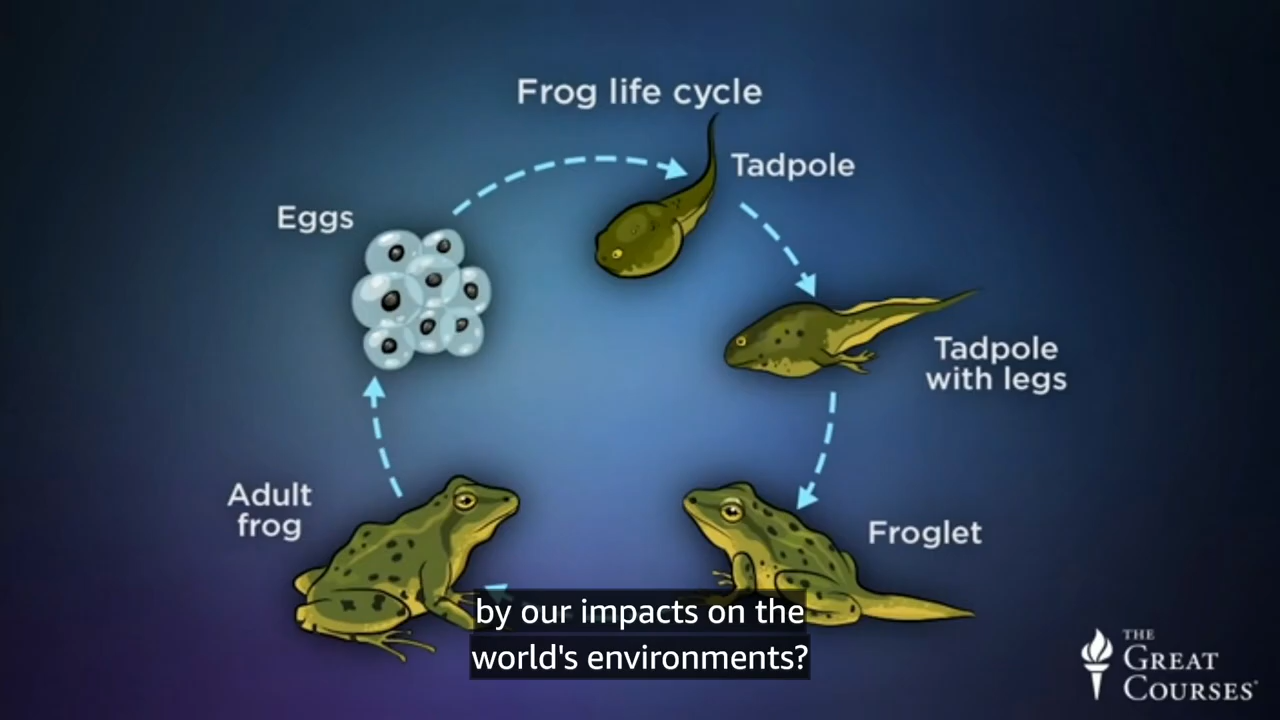 Frog life cycle
Tadpole
Eggs
Tadpole
with legs
Adult
frog
Froglet
by our impacts on the
world's environments?
THE
GREAT
COURSES